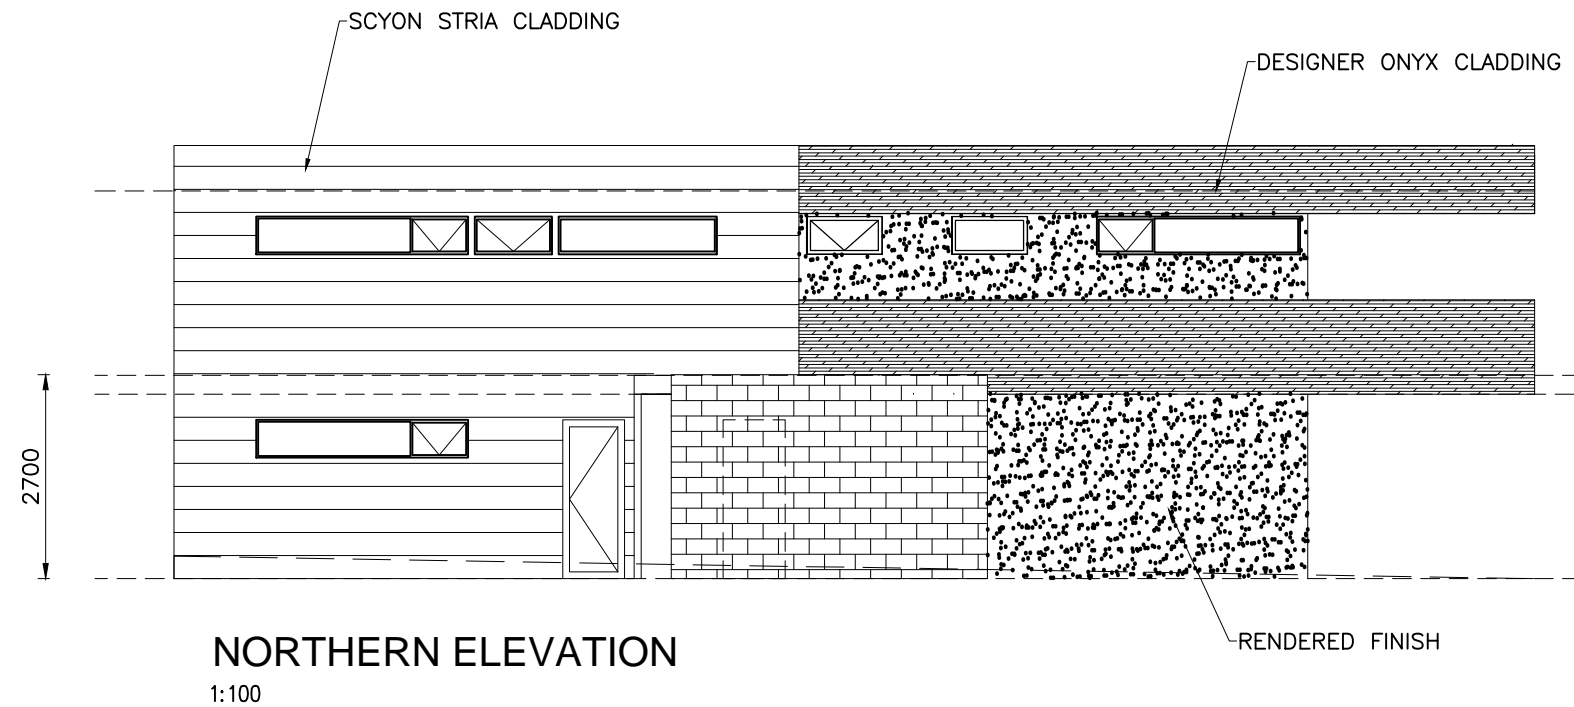 SCYON STRIA CLADDING
DESIGNER ONYX CLADDING
2700
RENDERED FINISH
NORTHERN ELEVATION
1:100